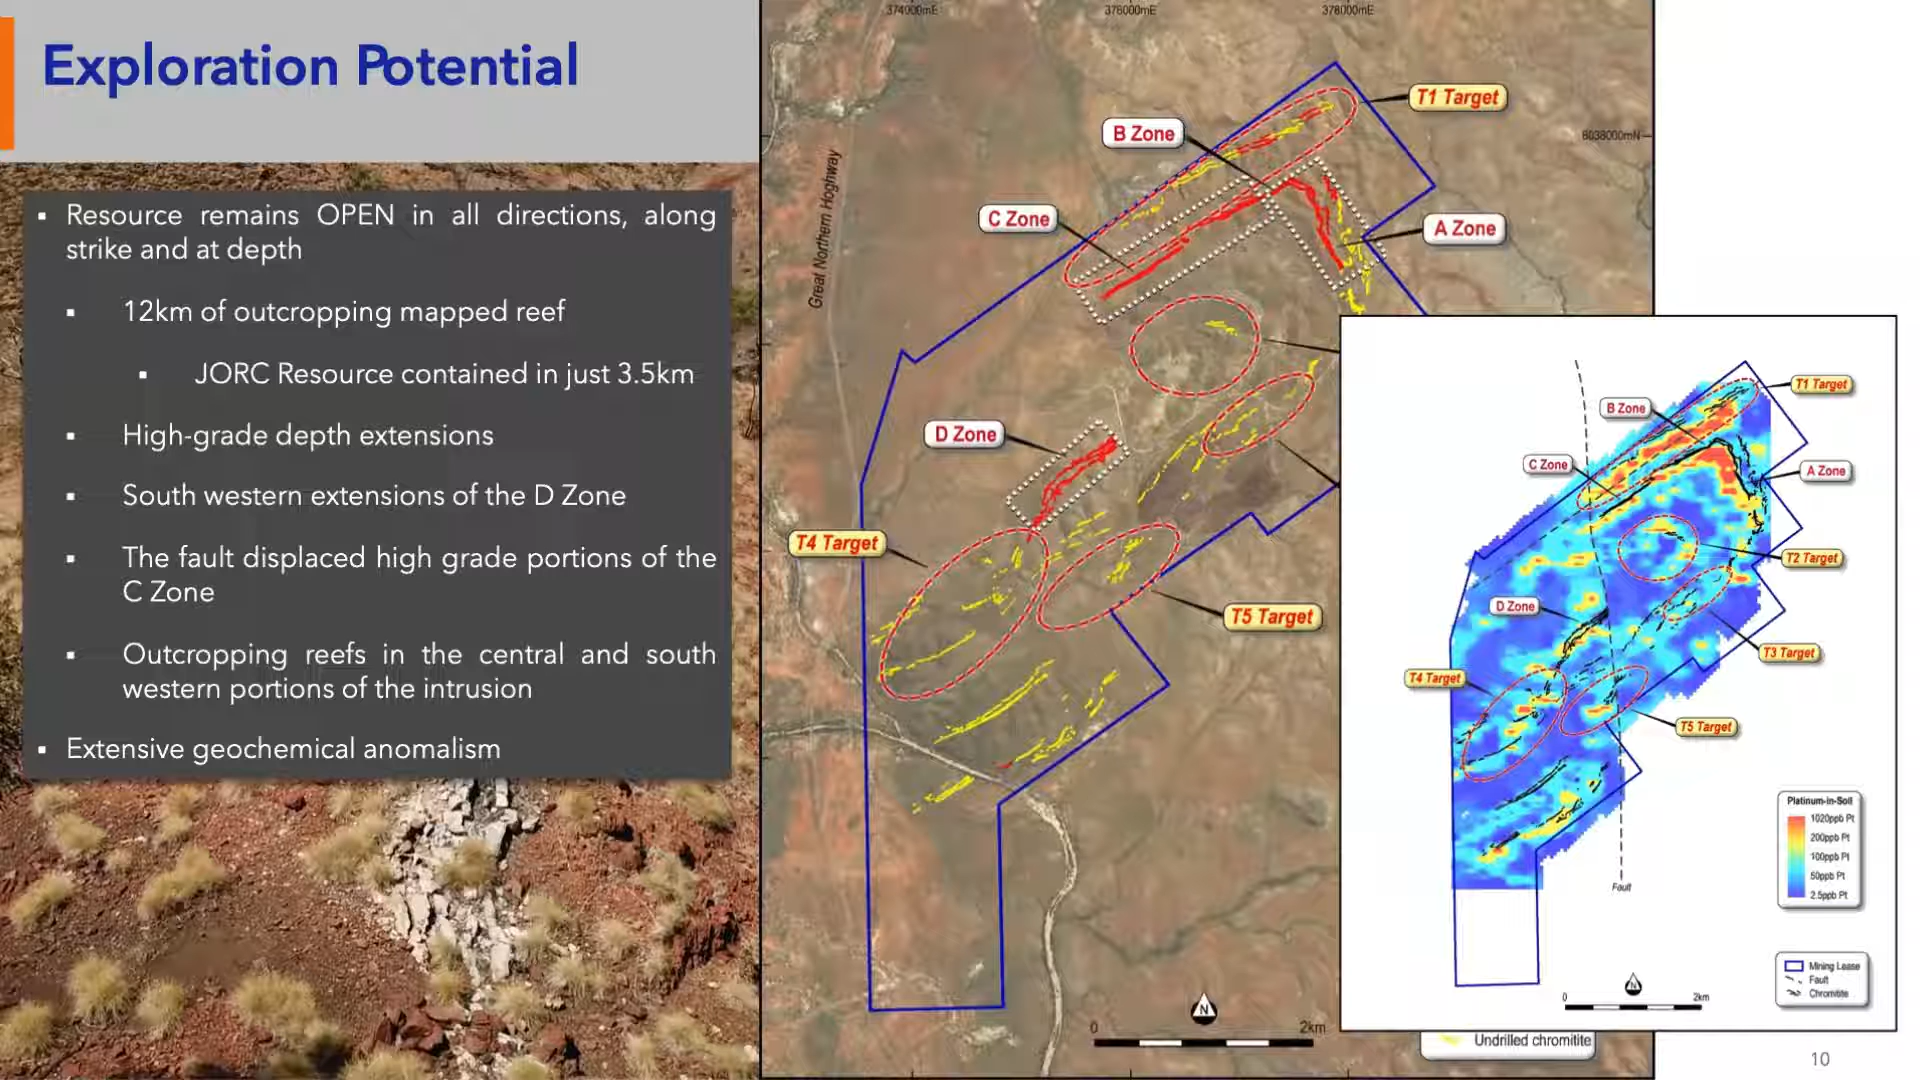 Exploration Potential
▪ Resource remains OPEN in all directions, along
strike and at depth
▪ 12km of outcropping mapped reef
▪ JORC Resource contained in just 3.5km
▪ High-grade depth extensions
▪ South western extensions of the D Zone
▪ The fault displaced high grade portions of the
C Zone
▪ Outcropping reefs in the central and south
western portions of the intrusion
▪ Extensive geochemical anomalism
374000mE
376000mE
378000mE
8038000mN
Great Northern Hoghway
T1 Target
B Zone
C Zone
A Zone
D Zone
T4 Target
T5 Target
N
0
2km
Undrilled chromitite
T1 Target
B Zone
C Zone
A Zone
T2 Target
D Zone
T3 Target
T4 Target
T5 Target
Fault
Platinum-in-Soil
1020ppb Pt
200ppb Pt
100ppb Pt
50ppb Pt
2.5ppb Pt
Mining Lease
Fault
Chromitite
N
0
2km
10